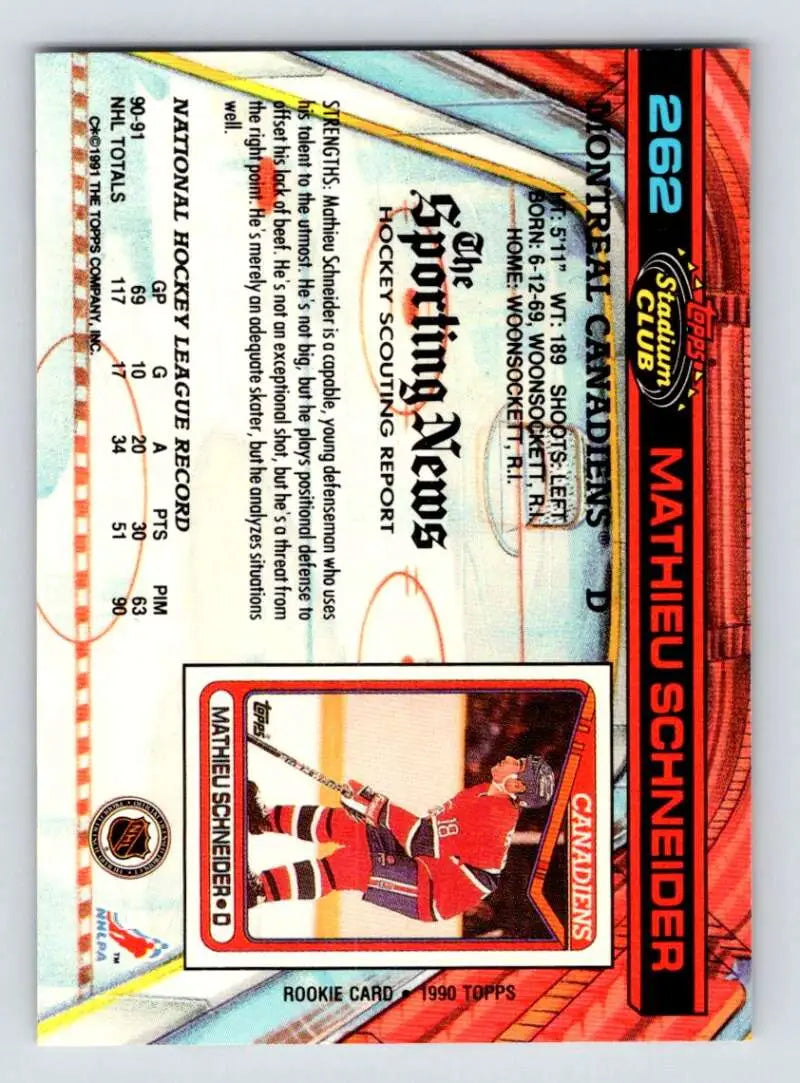 262
TOPPS
Stadium
CLUB
MATHIEU SCHNEIDER
MONTREAL CANADIENS® D
HT: 5'11" WT: 189 SHOOTS: LEFT
BORN: 6-12-69, WOONSOCKETT, R.I.
HOME: WOONSOCKETT, R.I.
The
Sporting News
HOCKEY SCOUTING REPORT
STRENGTHS: Mathieu Schneider is a capable, young defenseman who uses
his talent to the utmost. He's not big, but he plays positional defense to
offset his lack of beef. He's not an exceptional shot, but he's a threat from
the right point. He's merely an adequate skater, but he analyzes situations
well.
NATIONAL HOCKEY LEAGUE RECORD
GP G A PTS PIM
90-91 69 10 20 30 63
NHL TOTALS 117 17 34 51 90
C*©1991 THE TOPPS COMPANY, INC.
CANADIENS
18
TOPPS
MATHIEU SCHNEIDER • D
ROOKIE CARD • 1990 TOPPS
NHL
NHLPA
TM